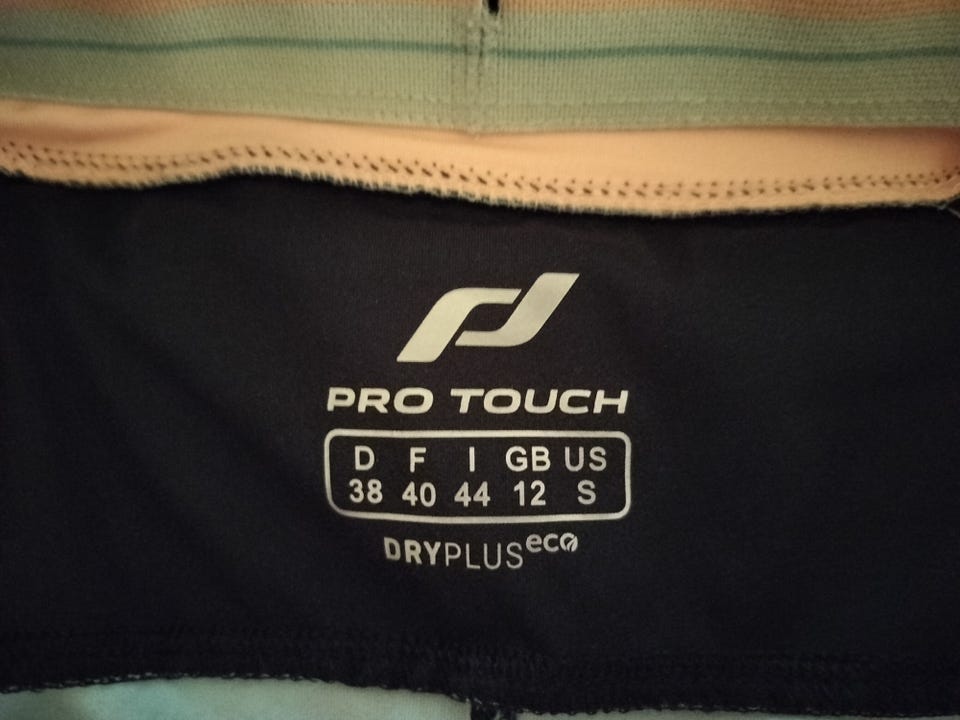 PRO TOUCH
D F I GB US
38 40 44 12 S
DRYPLUSeco